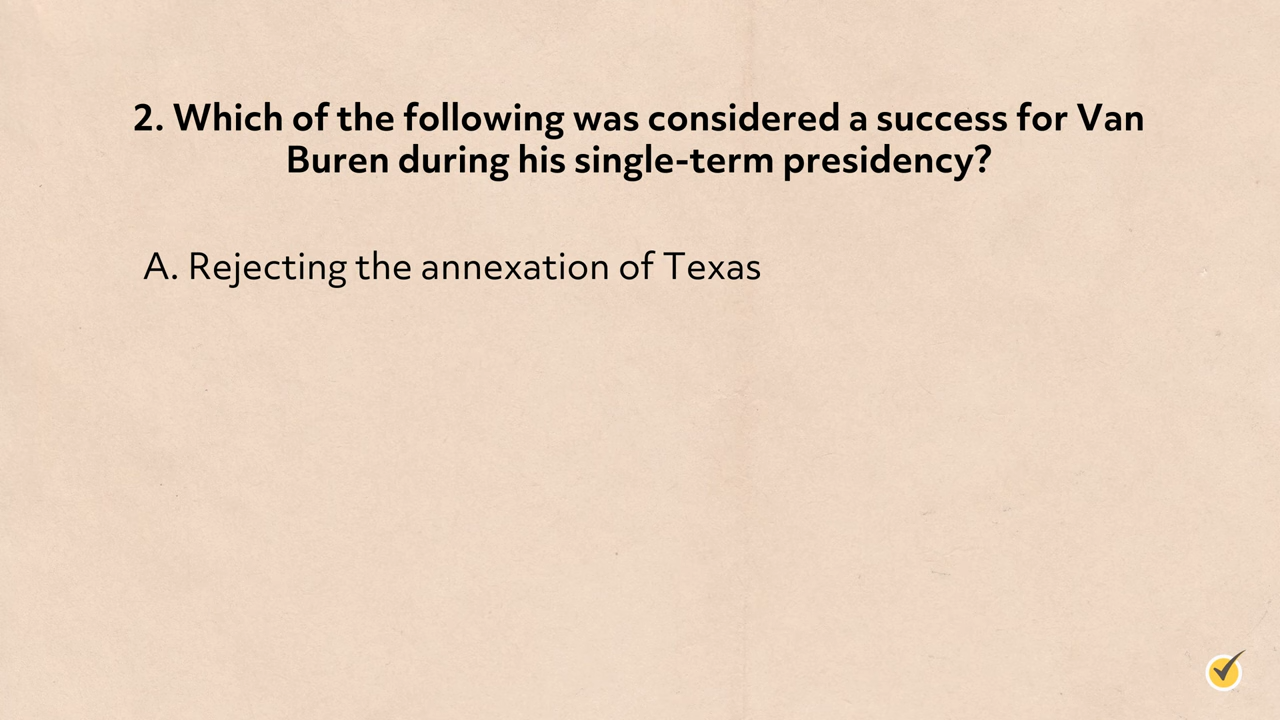 2. Which of the following was considered a success for Van
Buren during his single-term presidency?
A. Rejecting the annexation of Texas